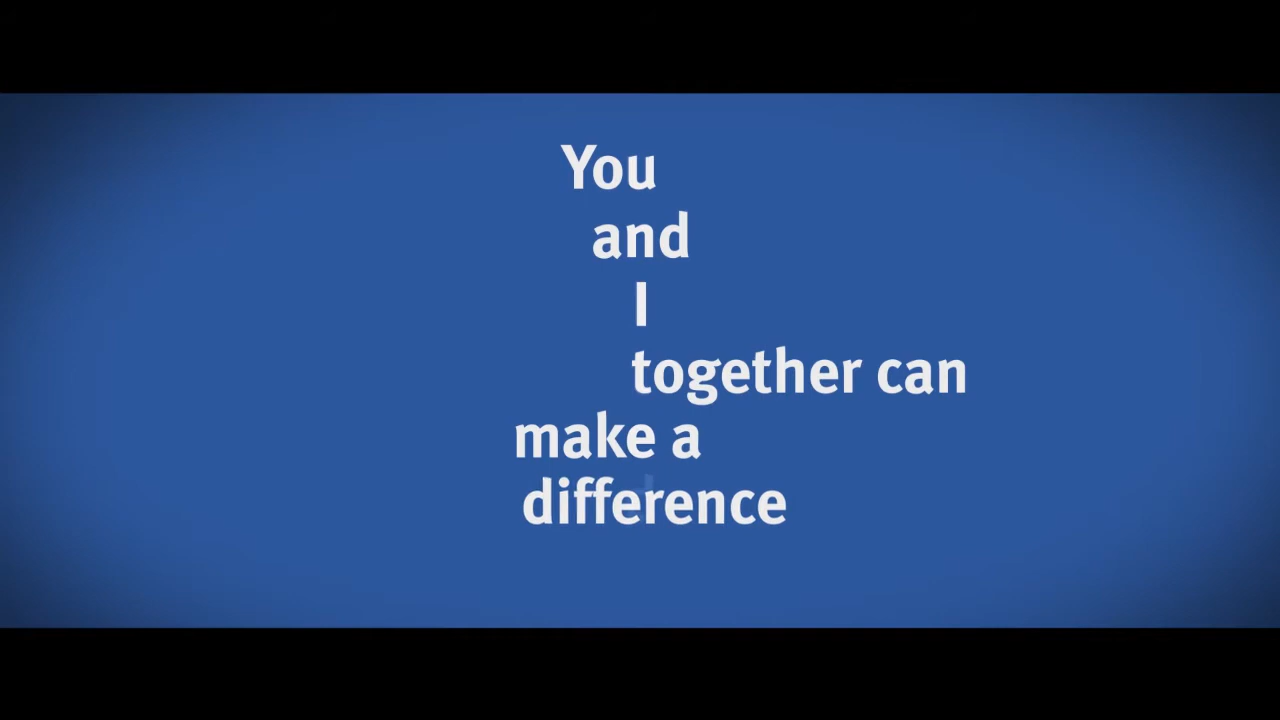 You
and
I
together can
make a
difference